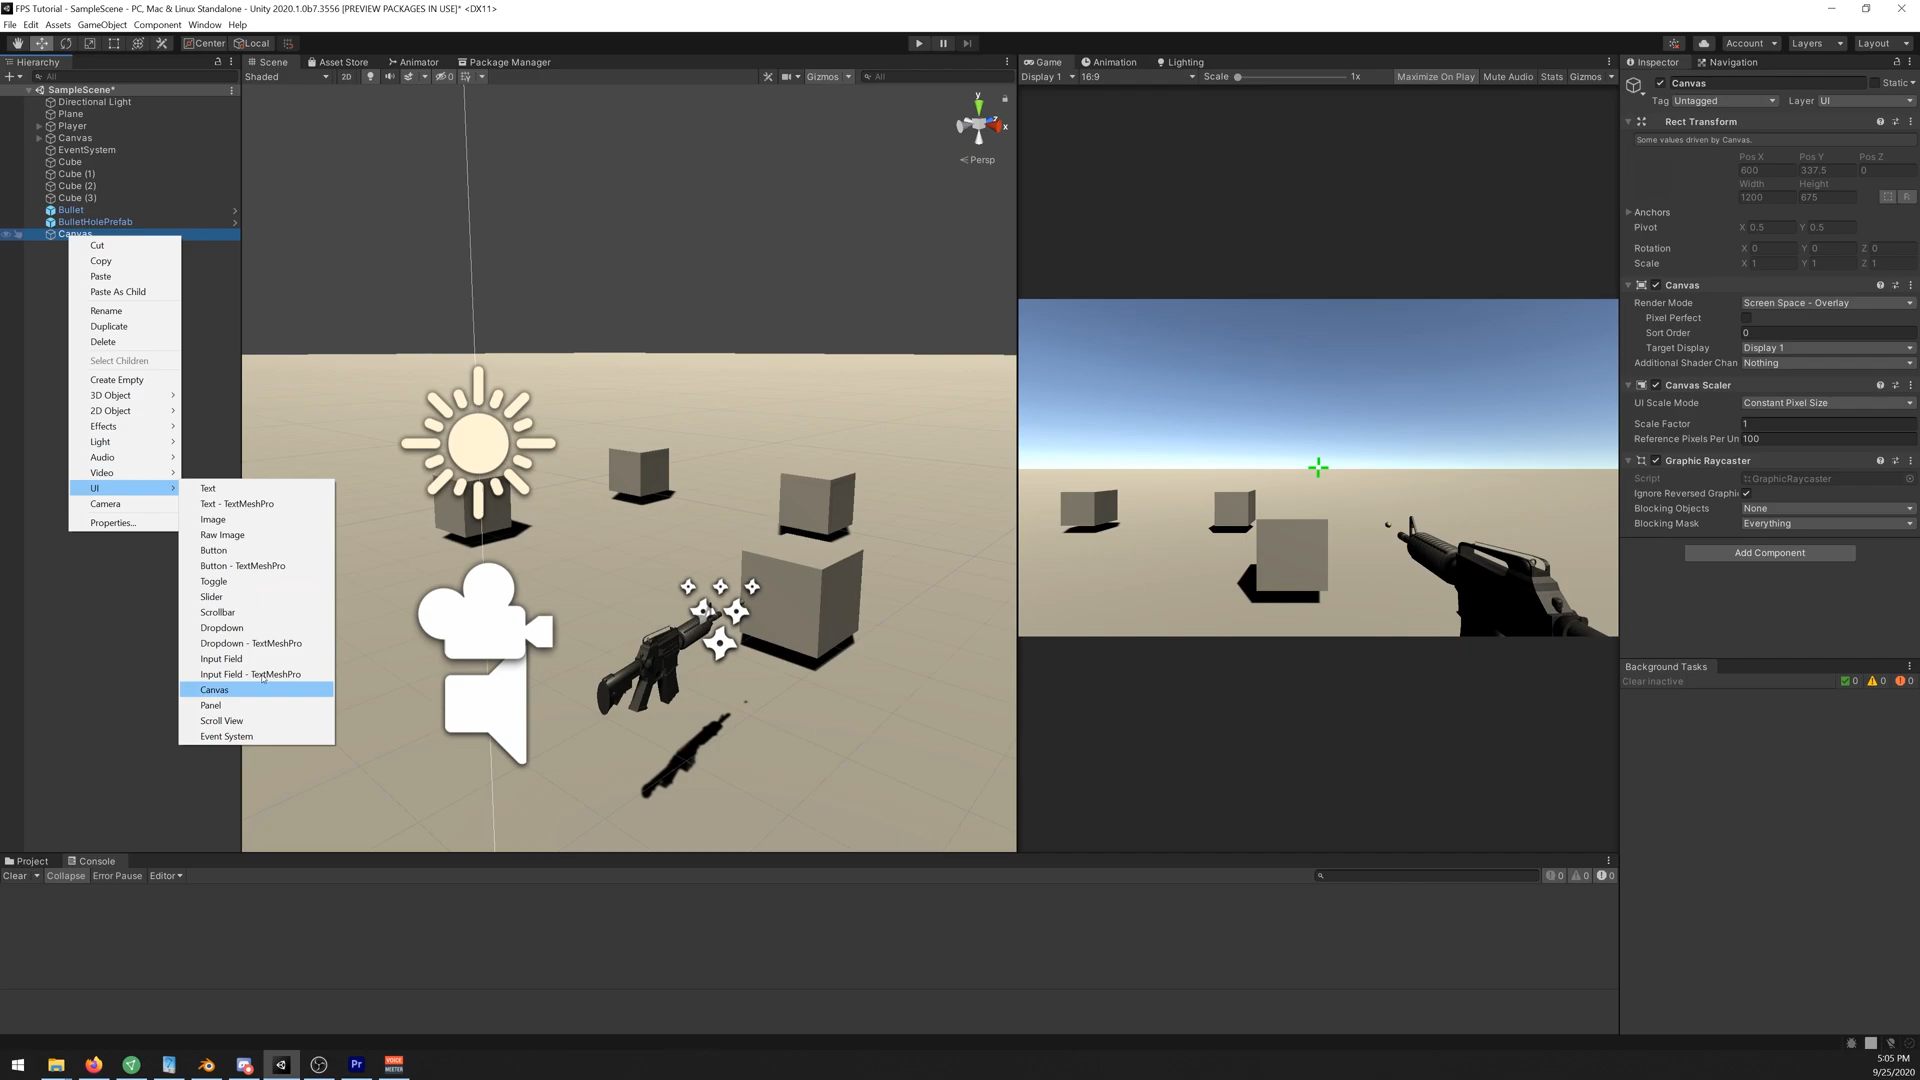 FPS Tutorial - SampleScene - PC, Mac & Linux Standalone - Unity 2020.1.0b7.3556 [PREVIEW PACKAGES IN USE]* <DX11>
File Edit Assets GameObject Component Window Help
Center Local
Account Layers Layout
Hierarchy
All
SampleScene*
Directional Light
Plane
Player
Canvas
EventSystem
Cube
Cube (1)
Cube (2)
Cube (3)
Bullet
BulletHolePrefab
Canvas
Cut
Copy
Paste
Paste As Child
Rename
Duplicate
Delete
Select Children
Create Empty
3D Object
2D Object
Effects
Light
Audio
Video
UI
Camera
Properties...
Text
Text - TextMeshPro
Image
Raw Image
Button
Button - TextMeshPro
Toggle
Slider
Scrollbar
Dropdown
Dropdown - TextMeshPro
Input Field
Input Field - TextMeshPro
Canvas
Panel
Scroll View
Event System
Scene Asset Store Animator Package Manager
Shaded 2D 0 Gizmos All
y
x
Persp
Game Animation Lighting
Display 1 16:9 Scale 1x Maximize On Play Mute Audio Stats Gizmos
Inspector Navigation
Canvas Static
Tag Untagged Layer UI
Rect Transform
Some values driven by Canvas.
Pos X Pos Y Pos Z
600 337.5 0
Width Height
1200 675 R
Anchors
Pivot X 0.5 Y 0.5
Rotation X 0 Y 0 Z 0
Scale X 1 Y 1 Z 1
Canvas
Render Mode Screen Space - Overlay
Pixel Perfect
Sort Order 0
Target Display Display 1
Additional Shader Chan Nothing
Canvas Scaler
UI Scale Mode Constant Pixel Size
Scale Factor 1
Reference Pixels Per Un 100
Graphic Raycaster
Script GraphicRaycaster
Ignore Reversed Graphi
Blocking Objects None
Blocking Mask Everything
Add Component
Background Tasks
Clear inactive 0 0 0
Project Console
Clear Collapse Error Pause Editor
0 0 0
Pr
VOICE
MEETER
5:05 PM
9/25/2020